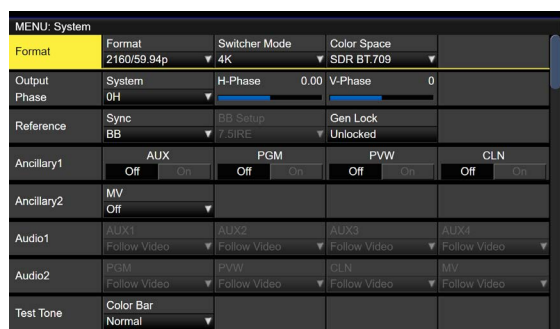 MENU: System
Format Format Switcher Mode Color Space
2160/59.94p 4K SDR BT.709
Output Phase System H-Phase 0.00 V-Phase 0
0H
Reference Sync BB Setup Gen Lock
BB 7.5IRE Unlocked
Ancillary1 AUX PGM PVW CLN
Off On Off On Off On Off On
Ancillary2 MV
Off
Audio1 AUX1 AUX2 AUX3 AUX4
Follow Video Follow Video Follow Video Follow Video
Audio2 PGM PVW CLN MV
Follow Video Follow Video Follow Video Follow Video
Test Tone Color Bar
Normal